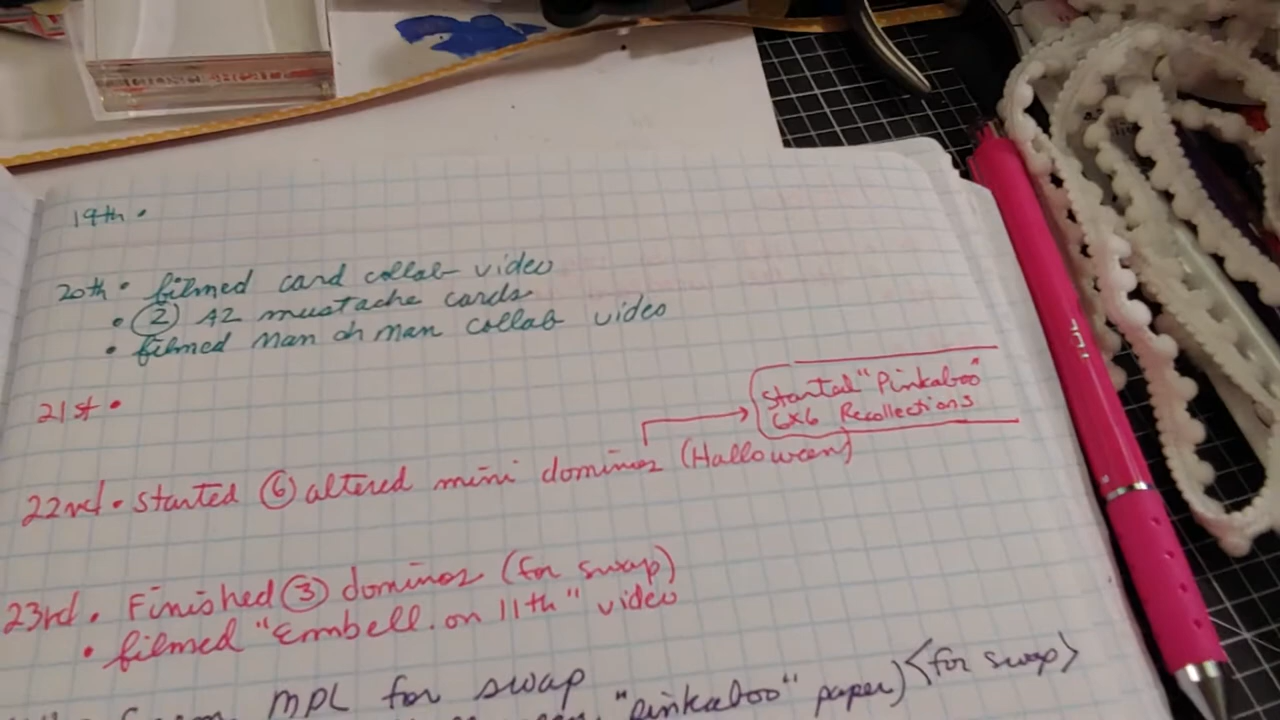 19th •
20th • filmed card collab video
• ② A2 mustache cards
• filmed Man oh man collab video
21st •
started "Pinkaboo"
6x6 Recollections
22nd • started ⑥ altered mini dominos (Halloween)
23rd • Finished ③ dominos (for swap)
• filmed "Embell. on 11th" video
MPL for swap
"pinkaboo" paper) <for swap>